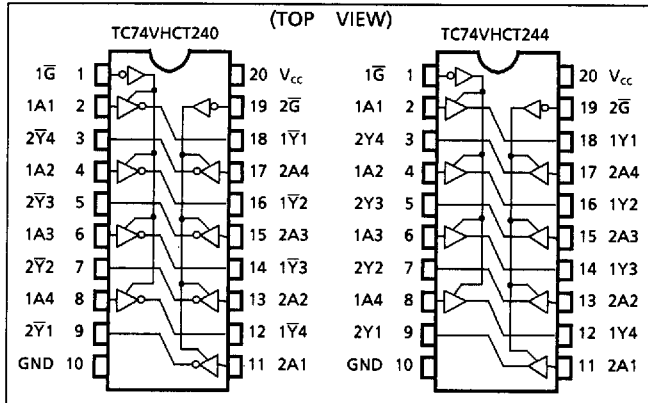 (TOP VIEW)
TC74VHCT240
1G̅ 1 20 Vcc
1A1 2 19 2G̅
2Y̅4 3 18 1Y̅1
1A2 4 17 2A4
2Y̅3 5 16 1Y̅2
1A3 6 15 2A3
2Y̅2 7 14 1Y̅3
1A4 8 13 2A2
2Y̅1 9 12 1Y̅4
GND 10 11 2A1
TC74VHCT244
1G̅ 1 20 Vcc
1A1 2 19 2G̅
2Y4 3 18 1Y1
1A2 4 17 2A4
2Y3 5 16 1Y2
1A3 6 15 2A3
2Y2 7 14 1Y3
1A4 8 13 2A2
2Y1 9 12 1Y4
GND 10 11 2A1